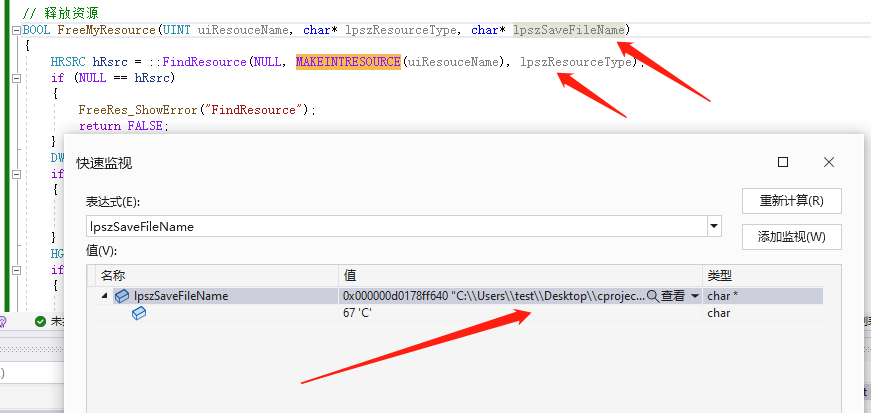 // 释放资源
BOOL FreeMyResource(UINT uiResouceName, char* lpszResourceType, char* lpszSaveFileName)
{
HRSRC hRsrc = ::FindResource(NULL, MAKEINTRESOURCE(uiResouceName), lpszResourceType);
if (NULL == hRsrc)
{
FreeRes_ShowError("FindResource");
return FALSE;
}
DW
if
{
}
HG
if
{
快速监视
表达式(E):
重新计算(R)
lpszSaveFileName
添加监视(W)
值(V):
名称 值 类型
lpszSaveFileName 0x000000d0178ff640 "C:\\Users\\test\\Desktop\\cprojec... 查看 char *
67 'C' char